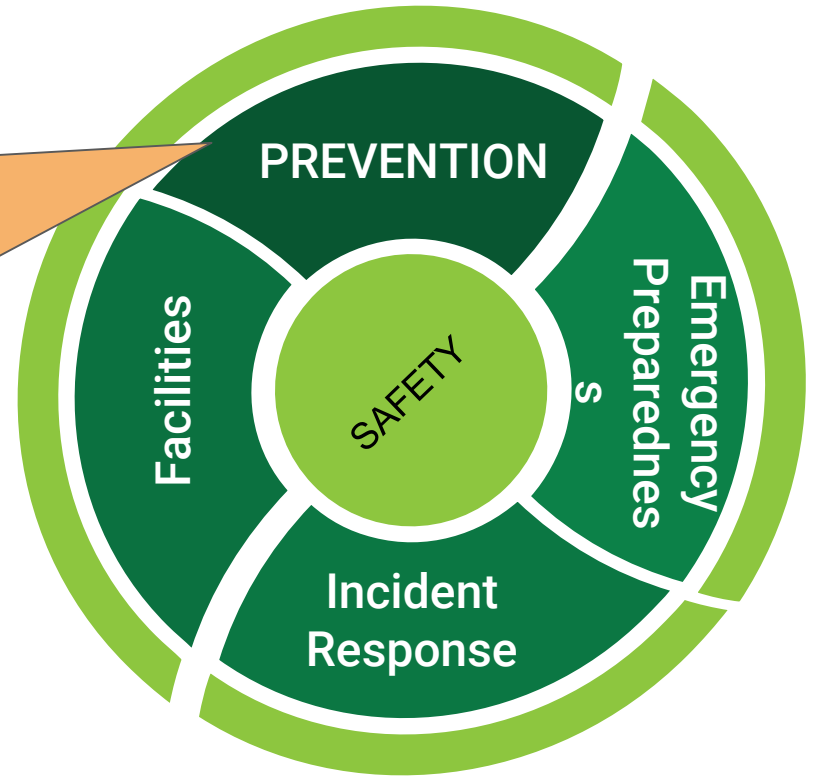 PREVENTION
Emergency
Preparednes
s
Incident
Response
Facilities
SAFETY